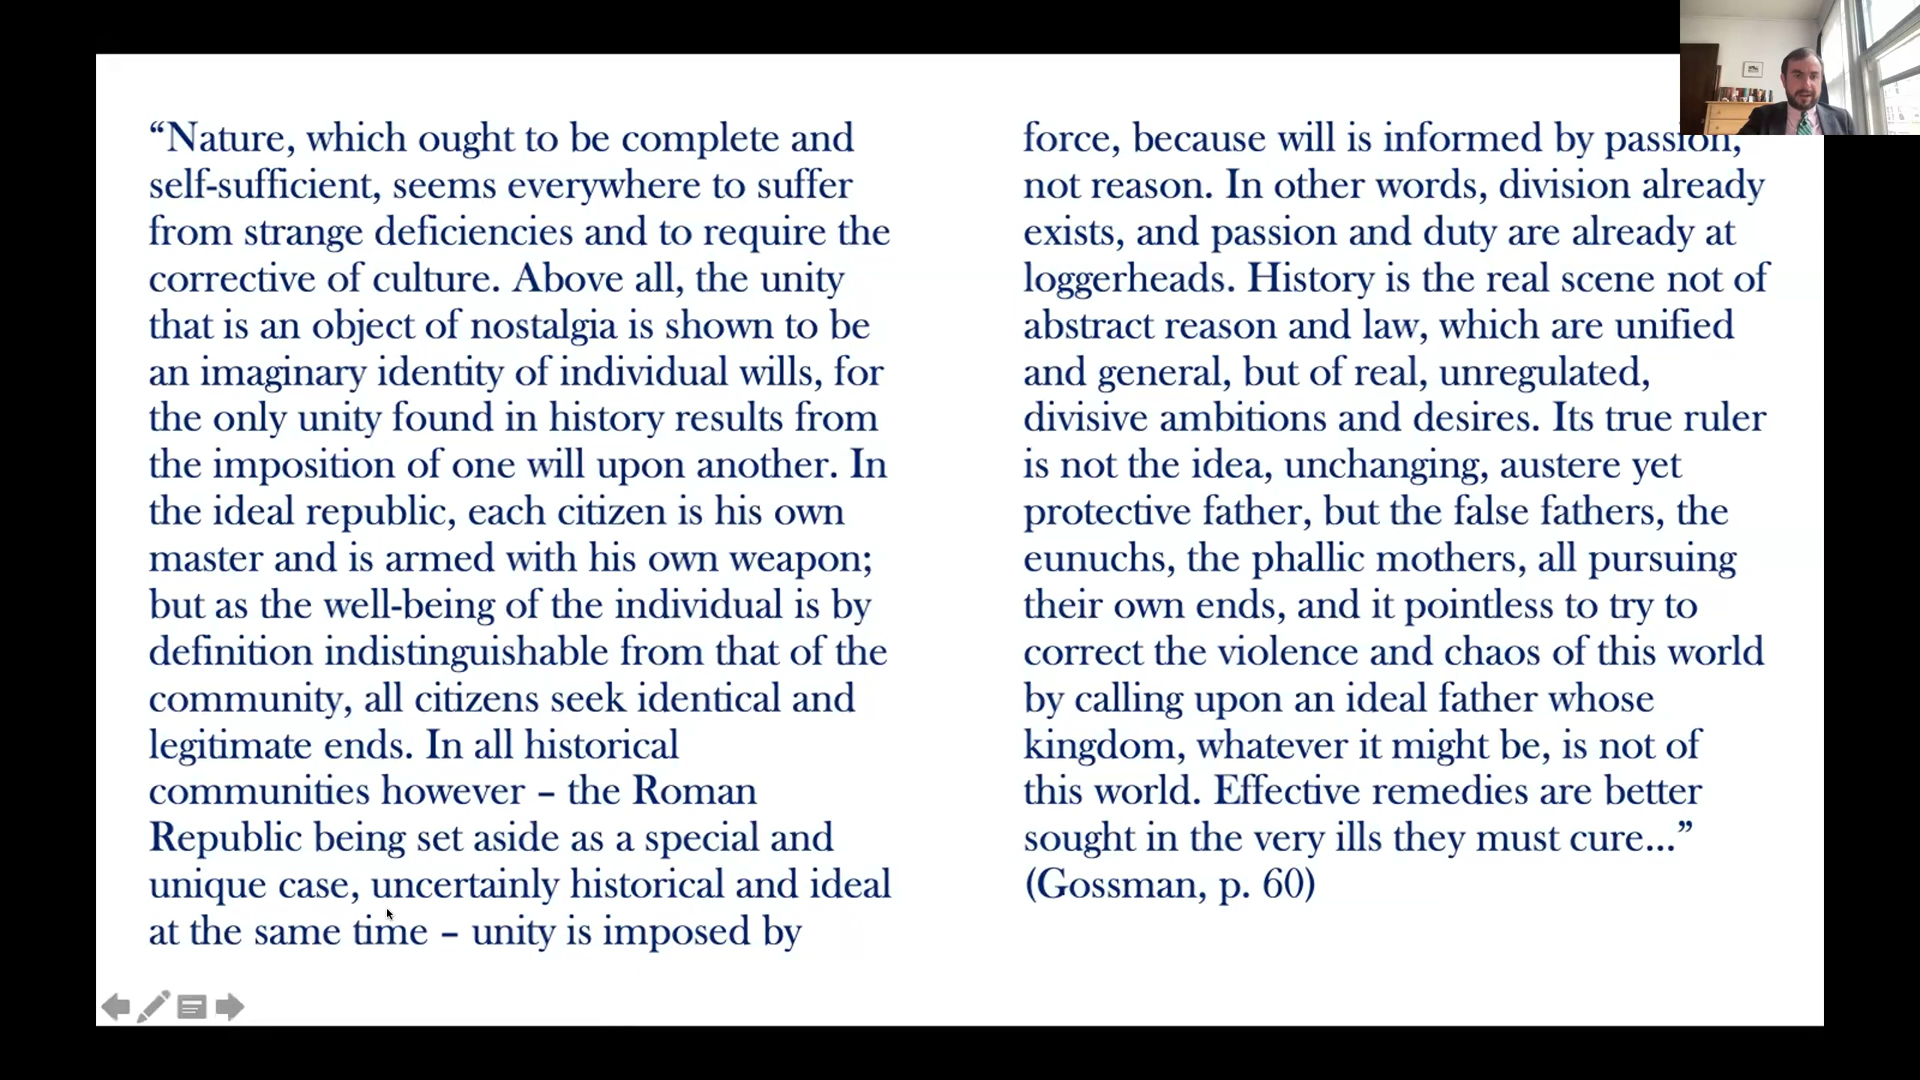 “Nature, which ought to be complete and
self-sufficient, seems everywhere to suffer
from strange deficiencies and to require the
corrective of culture. Above all, the unity
that is an object of nostalgia is shown to be
an imaginary identity of individual wills, for
the only unity found in history results from
the imposition of one will upon another. In
the ideal republic, each citizen is his own
master and is armed with his own weapon;
but as the well-being of the individual is by
definition indistinguishable from that of the
community, all citizens seek identical and
legitimate ends. In all historical
communities however – the Roman
Republic being set aside as a special and
unique case, uncertainly historical and ideal
at the same time – unity is imposed by
force, because will is informed by passion,
not reason. In other words, division already
exists, and passion and duty are already at
loggerheads. History is the real scene not of
abstract reason and law, which are unified
and general, but of real, unregulated,
divisive ambitions and desires. Its true ruler
is not the idea, unchanging, austere yet
protective father, but the false fathers, the
eunuchs, the phallic mothers, all pursuing
their own ends, and it pointless to try to
correct the violence and chaos of this world
by calling upon an ideal father whose
kingdom, whatever it might be, is not of
this world. Effective remedies are better
sought in the very ills they must cure...”
(Gossman, p. 60)